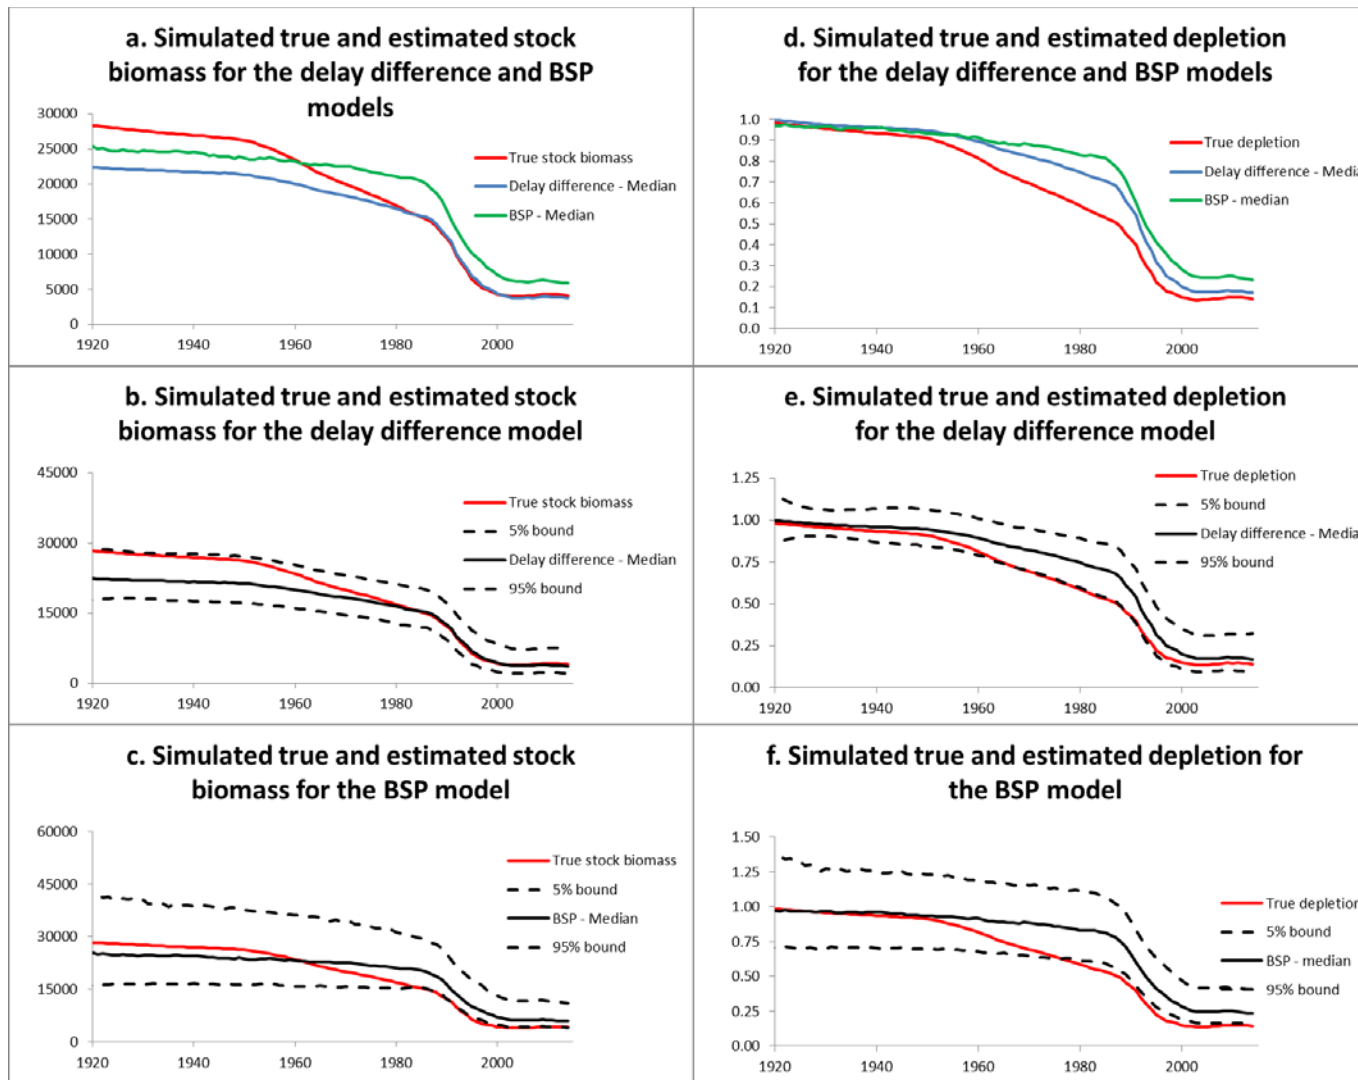 a. Simulated true and estimated stock
biomass for the delay difference and BSP
models
30000
25000
20000
15000
10000
5000
0
1920
1940
1960
1980
2000
True stock biomass
Delay difference - Median
BSP - Median
d. Simulated true and estimated depletion
for the delay difference and BSP models
1.0
0.9
0.8
0.7
0.6
0.5
0.4
0.3
0.2
0.1
0.0
1920
1940
1960
1980
2000
True depletion
Delay difference - Media
BSP - median
b. Simulated true and estimated stock
biomass for the delay difference model
45000
30000
15000
0
1920
1940
1960
1980
2000
True stock biomass
5% bound
Delay difference - Median
95% bound
e. Simulated true and estimated depletion
for the delay difference model
1.25
1.00
0.75
0.50
0.25
0.00
1920
1940
1960
1980
2000
True depletion
5% bound
Delay difference - Media
95% bound
c. Simulated true and estimated stock
biomass for the BSP model
60000
45000
30000
15000
0
1920
1940
1960
1980
2000
True stock biomass
5% bound
BSP - Median
95% bound
f. Simulated true and estimated depletion for
the BSP model
1.50
1.25
1.00
0.75
0.50
0.25
0.00
1920
1940
1960
1980
2000
True depletion
5% bound
BSP - median
95% bound